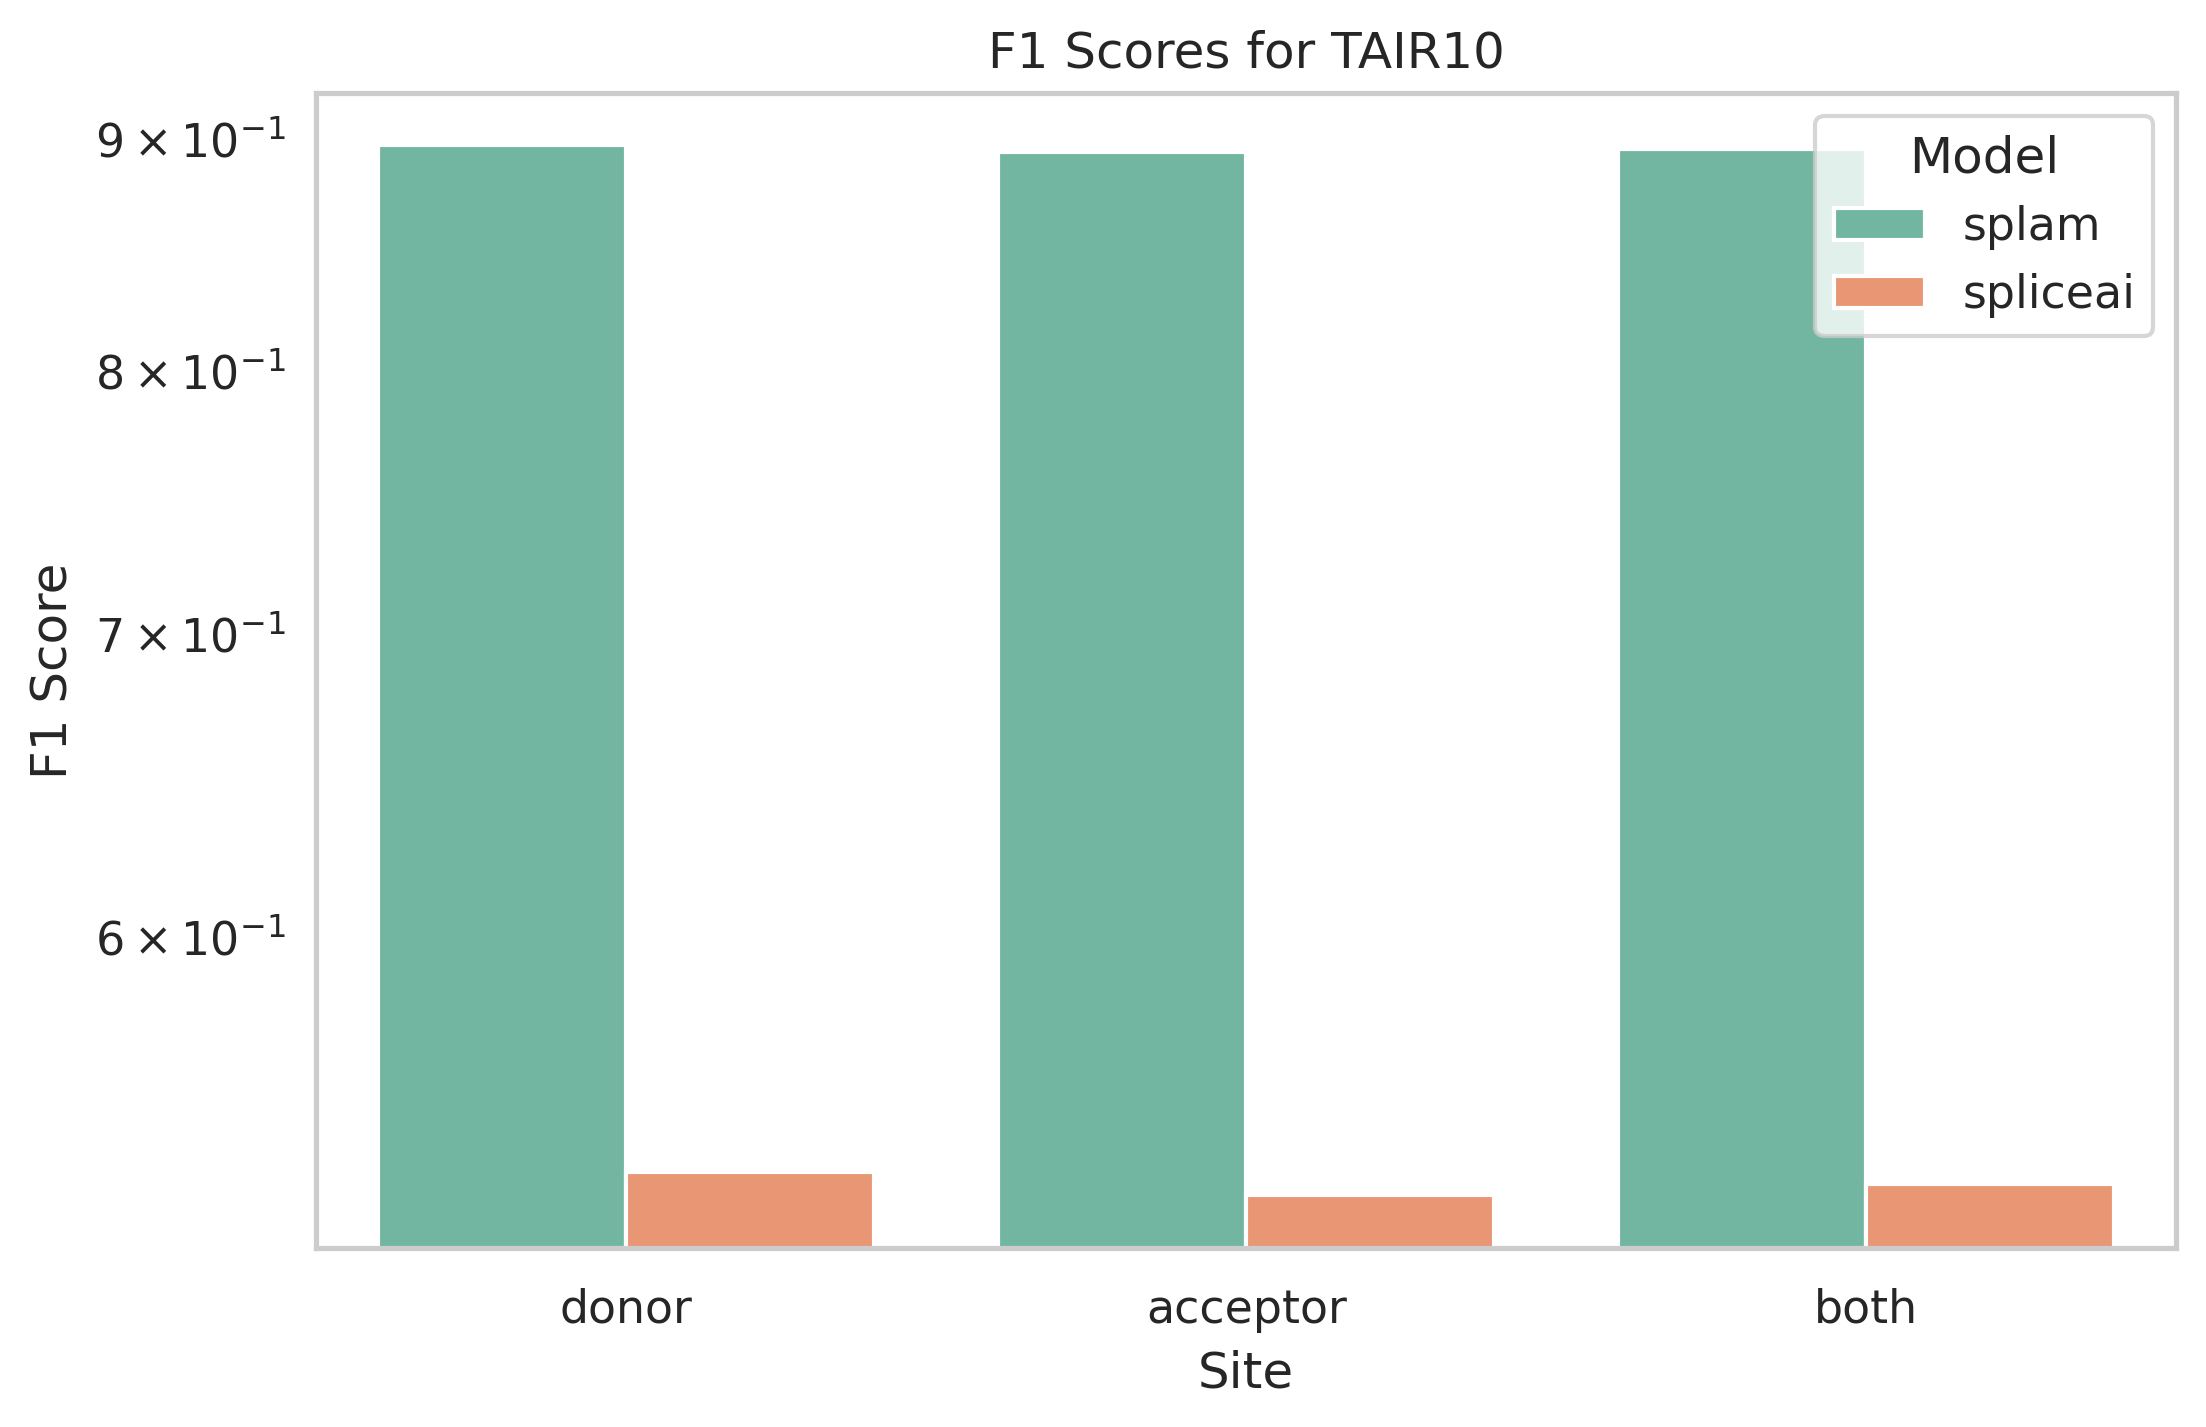 F1 Scores for TAIR10
F1 Score
9 × 10⁻¹
8 × 10⁻¹
7 × 10⁻¹
6 × 10⁻¹
Model
splam
spliceai
donor
acceptor
both
Site